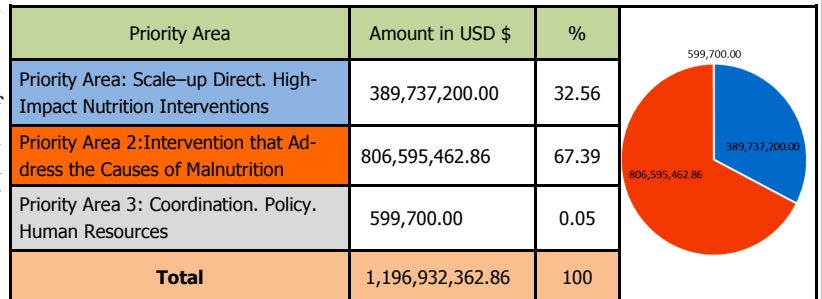 Priority Area Amount in USD $ %
Priority Area: Scale–up Direct. High-
Impact Nutrition Interventions
389,737,200.00 32.56
Priority Area 2:Intervention that Ad-
dress the Causes of Malnutrition
806,595,462.86 67.39
Priority Area 3: Coordination. Policy.
Human Resources
599,700.00 0.05
Total 1,196,932,362.86 100
599,700.00
389,737,200.00
806,595,462.86